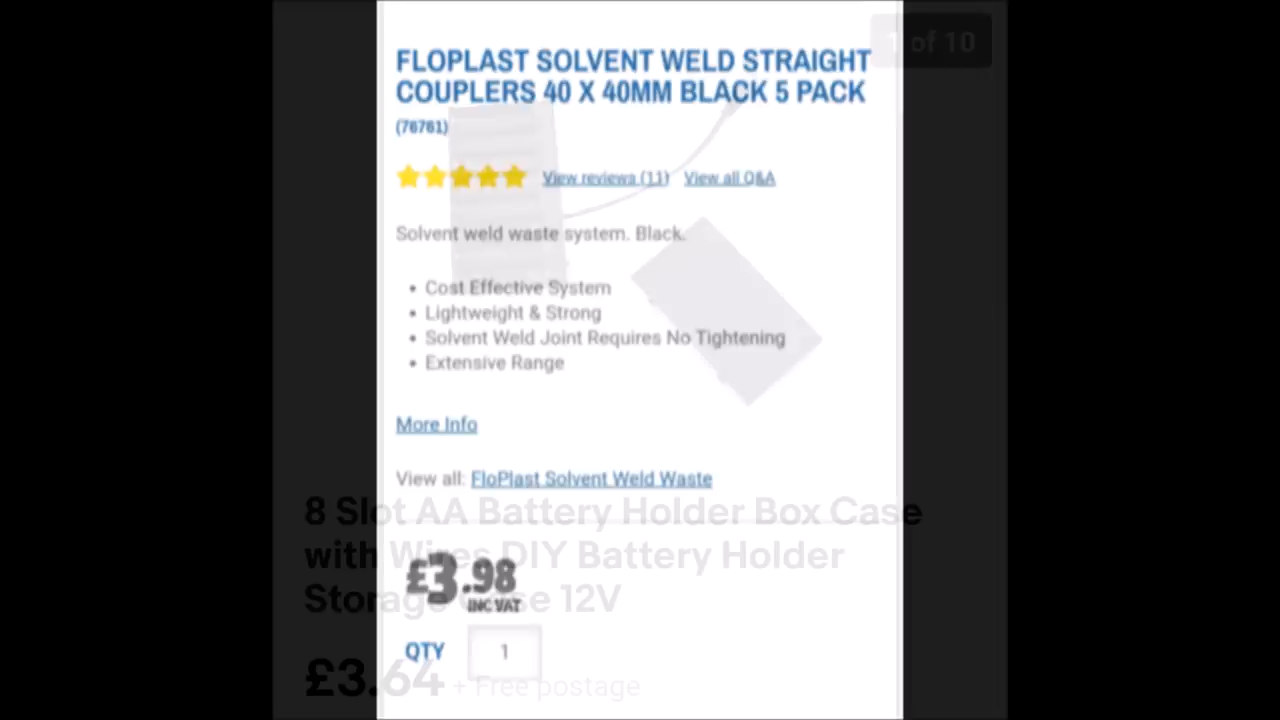 1 of 10
FLOPLAST SOLVENT WELD STRAIGHT
COUPLERS 40 X 40MM BLACK 5 PACK
(76761)
View reviews (11) View all Q&A
Solvent weld waste system. Black.
• Cost Effective System
• Lightweight & Strong
• Solvent Weld Joint Requires No Tightening
• Extensive Range
More Info
View all: FloPlast Solvent Weld Waste
8 Slot AA Battery Holder Box Case
with Wires DIY Battery Holder
Storage Case 12V
£3.98
INC VAT
QTY 1
£3.64 + Free postage